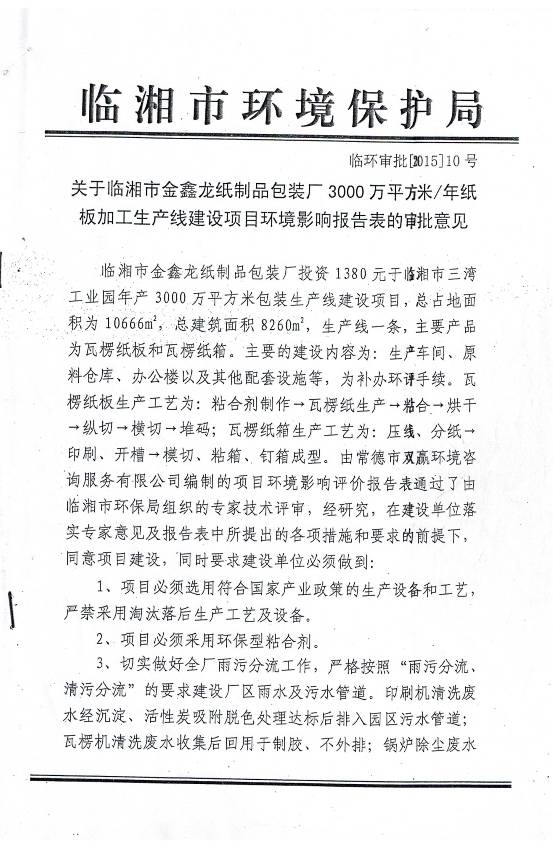 临湘市环境保护局
临环审批[2015]10 号
关于临湘市金鑫龙纸制品包装厂 3000 万平方米/年纸
板加工生产线建设项目环境影响报告表的审批意见
临湘市金鑫龙纸制品包装厂投资 1380 元于临湘市三湾
工业园年产 3000 万平方米包装生产线建设项目，总占地面
积为 10666㎡，总建筑面积 8260㎡，生产线一条，主要产品
为瓦楞纸板和瓦楞纸箱。主要的建设内容为：生产车间、原
料仓库、办公楼以及其他配套设施等，为补办环评手续。瓦
楞纸板生产工艺为：粘合剂制作→瓦楞纸生产→粘合→烘干
→纵切→横切→堆码；瓦楞纸箱生产工艺为：压线、分纸→
印刷、开槽→模切、粘箱、钉箱成型。由常德市双赢环境咨
询服务有限公司编制的项目环境影响评价报告表通过了由
临湘市环保局组织的专家技术评审，经研究，在建设单位落
实专家意见及报告表中所提出的各项措施和要求的前提下，
同意项目建设，同时要求建设单位必须做到：
1、项目必须选用符合国家产业政策的生产设备和工艺，
严禁采用淘汰落后生产工艺及设备。
2、项目必须采用环保型粘合剂。
3、切实做好全厂雨污分流工作，严格按照“雨污分流、
清污分流”的要求建设厂区雨水及污水管道。印刷机清洗废
水经沉淀、活性炭吸附脱色处理达标后排入园区污水管道；
瓦楞机清洗废水收集后回用于制胶、不外排；锅炉除尘废水